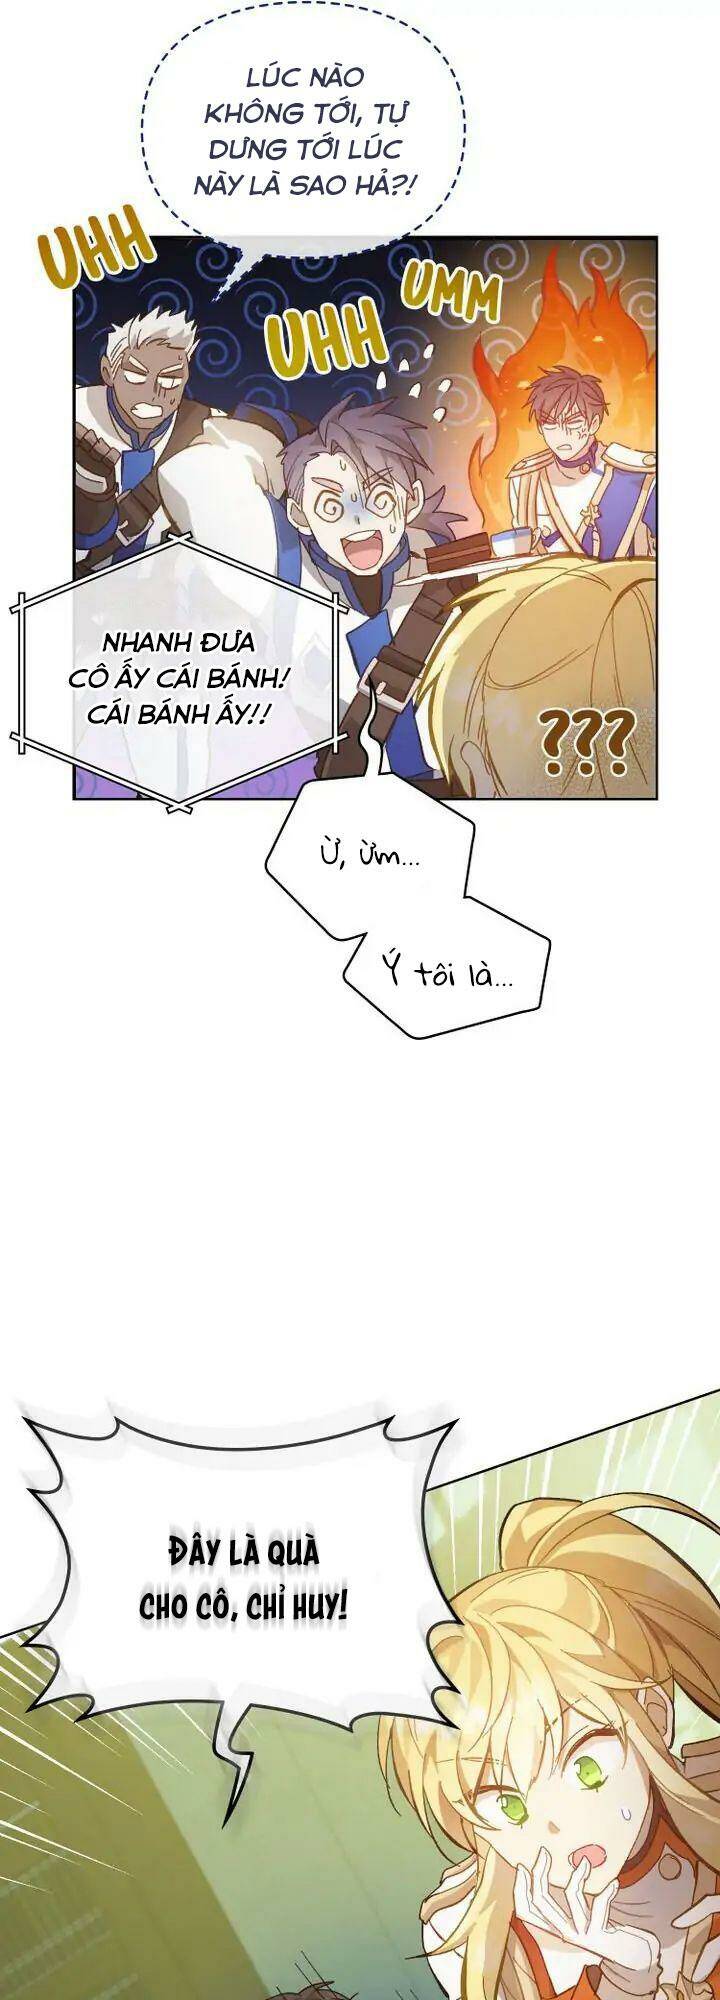 LÚC NÀO
KHÔNG TỚI, TỰ
DƯNG TỚI LÚC
NÀY LÀ SAO HẢ?!
UHH
UHH
UMM
NHANH ĐƯA
CÔ ẤY CÁI BÁNH!
CÁI BÁNH ẤY!!
???
Ừ, ừm...
Ý tôi là...
ĐÂY LÀ QUÀ
CHO CÔ, CHỈ HUY!